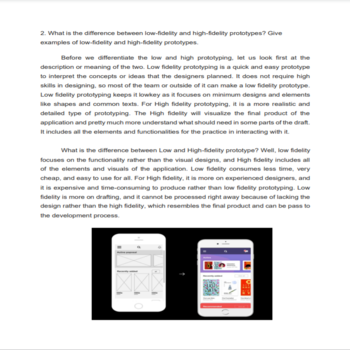 2. What is the difference between low-fidelity and high-fidelity prototypes? Give
examples of low-fidelity and high-fidelity prototypes.
Before we differentiate the low and high prototyping, let us look first at the
description or meaning of the two. Low fidelity prototyping is a quick and easy prototype
to interpret the concepts or ideas that the designers planned. It does not require high
skills in designing, so most of the team or outside of it can make a low fidelity prototype.
Low fidelity prototyping keeps it lowkey as it focuses on minimum designs and elements
like shapes and common texts. For High fidelity prototyping, it is a more realistic and
detailed type of prototyping. The High fidelity will visualize the final product of the
application and pretty much more understand what should need in some parts of the draft.
It includes all the elements and functionalities for the practice in interacting with it.
What is the difference between Low and High-fidelity prototype? Well, low fidelity
focuses on the functionality rather than the visual designs, and High fidelity includes all
of the elements and visuals of the application. Low fidelity consumes less time, very
cheap, and easy to use for all. For High fidelity, it is more on experienced designers, and
it is expensive and time-consuming to produce rather than low fidelity prototyping. Low
fidelity is more on drafting, and it cannot be processed right away because of lacking the
design rather than the high fidelity, which resembles the final product and can be pass to
the development process.